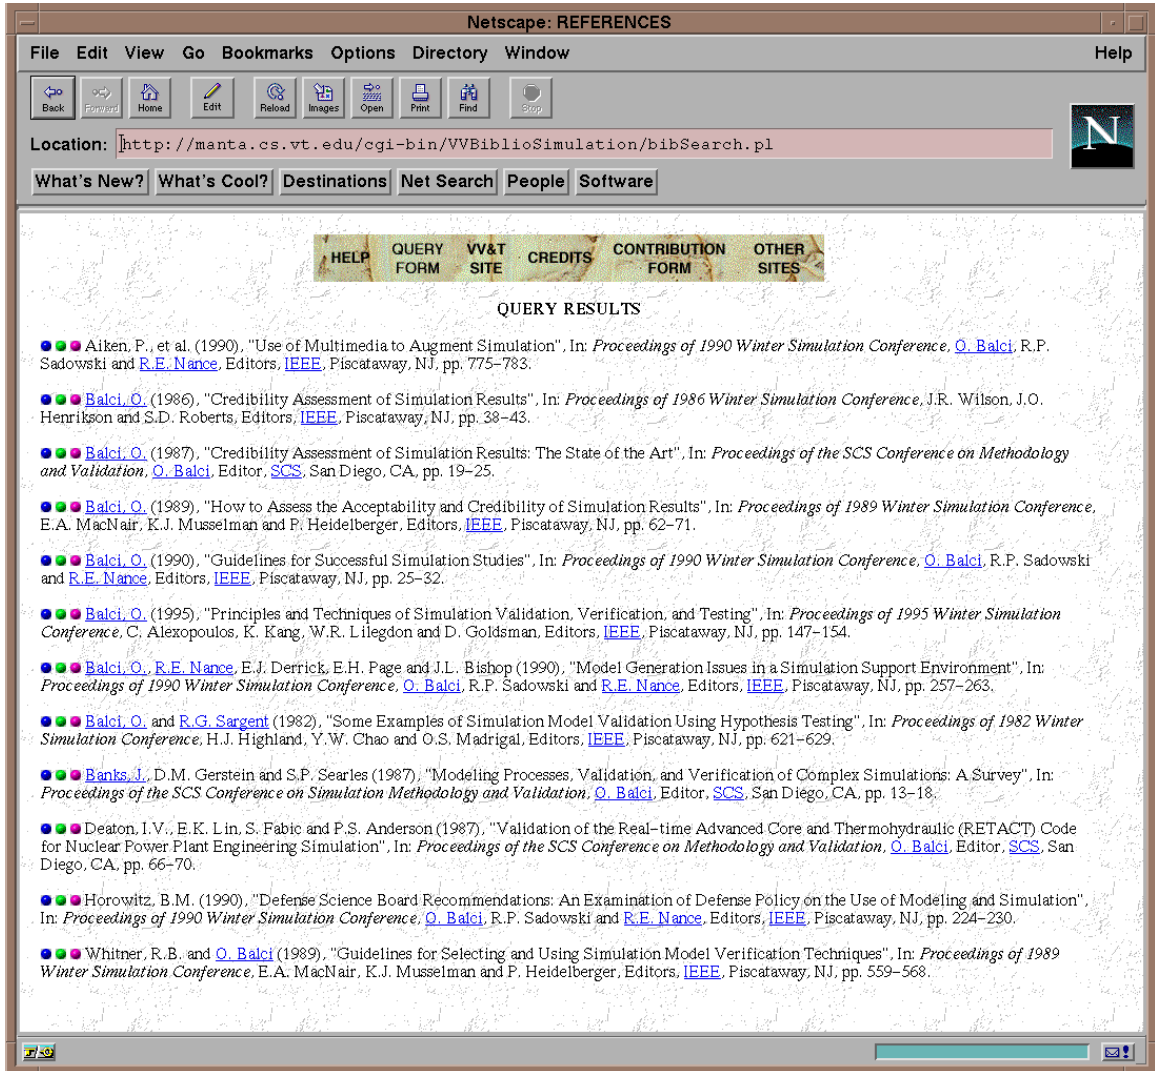 Netscape: REFERENCES
File Edit View Go Bookmarks Options Directory Window Help
Back Forward Home Edit Reload Images Open Print Find Stop
N
Location: http://manta.cs.vt.edu/cgi-bin/VVBiblioSimulation/bibSearch.pl
What's New? What's Cool? Destinations Net Search People Software
HELP QUERY FORM VV&T SITE CREDITS CONTRIBUTION FORM OTHER SITES
QUERY RESULTS
Aiken, P., et al. (1990), "Use of Multimedia to Augment Simulation", In: Proceedings of 1990 Winter Simulation Conference, O. Balci, R.P.
Sadowski and R.E. Nance, Editors, IEEE, Piscataway, NJ, pp. 775-783.
Balci, O. (1986), "Credibility Assessment of Simulation Results", In: Proceedings of 1986 Winter Simulation Conference, J.R. Wilson, J.O.
Henrikson and S.D. Roberts, Editors, IEEE, Piscataway, NJ, pp. 38-43.
Balci, O. (1987), "Credibility Assessment of Simulation Results: The State of the Art", In: Proceedings of the SCS Conference on Methodology
and Validation, O. Balci, Editor, SCS, San Diego, CA, pp. 19-25.
Balci, O. (1989), "How to Assess the Acceptability and Credibility of Simulation Results", In: Proceedings of 1989 Winter Simulation Conference,
E.A. MacNair, K.J. Musselman and P. Heidelberger, Editors, IEEE, Piscataway, NJ, pp. 62-71.
Balci, O. (1990), "Guidelines for Successful Simulation Studies", In: Proceedings of 1990 Winter Simulation Conference, O. Balci, R.P. Sadowski
and R.E. Nance, Editors, IEEE, Piscataway, NJ, pp. 25-32.
Balci, O. (1995), "Principles and Techniques of Simulation Validation, Verification, and Testing", In: Proceedings of 1995 Winter Simulation
Conference, C. Alexopoulos, K. Kang, W.R. Lilegdon and D. Goldsman, Editors, IEEE, Piscataway, NJ, pp. 147-154.
Balci, O., R.E. Nance, E.J. Derrick, E.H. Page and J.L. Bishop (1990), "Model Generation Issues in a Simulation Support Environment", In:
Proceedings of 1990 Winter Simulation Conference, O. Balci, R.P. Sadowski and R.E. Nance, Editors, IEEE, Piscataway, NJ, pp. 257-263.
Balci, O. and R.G. Sargent (1982), "Some Examples of Simulation Model Validation Using Hypothesis Testing", In: Proceedings of 1982 Winter
Simulation Conference, H.J. Highland, Y.W. Chao and O.S. Madrigal, Editors, IEEE, Piscataway, NJ, pp. 621-629.
Banks, J., D.M. Gerstein and S.P. Searles (1987), "Modeling Processes, Validation, and Verification of Complex Simulations: A Survey", In:
Proceedings of the SCS Conference on Simulation Methodology and Validation, O. Balci, Editor, SCS, San Diego, CA, pp. 13-18.
Deaton, I.V., E.K. Lin, S. Fabic and P.S. Anderson (1987), "Validation of the Real-time Advanced Core and Thermohydraulic (RETACT) Code
for Nuclear Power Plant Engineering Simulation", In: Proceedings of the SCS Conference on Methodology and Validation, O. Balci, Editor, SCS, San
Diego, CA, pp. 66-70.
Horowitz, B.M. (1990), "Defense Science Board Recommendations: An Examination of Defense Policy on the Use of Modeling and Simulation",
In: Proceedings of 1990 Winter Simulation Conference, O. Balci, R.P. Sadowski and R.E. Nance, Editors, IEEE, Piscataway, NJ, pp. 224-230.
Whitner, R.B. and O. Balci (1989), "Guidelines for Selecting and Using Simulation Model Verification Techniques", In: Proceedings of 1989
Winter Simulation Conference, E.A. MacNair, K.J. Musselman and P. Heidelberger, Editors, IEEE, Piscataway, NJ, pp. 559-568.